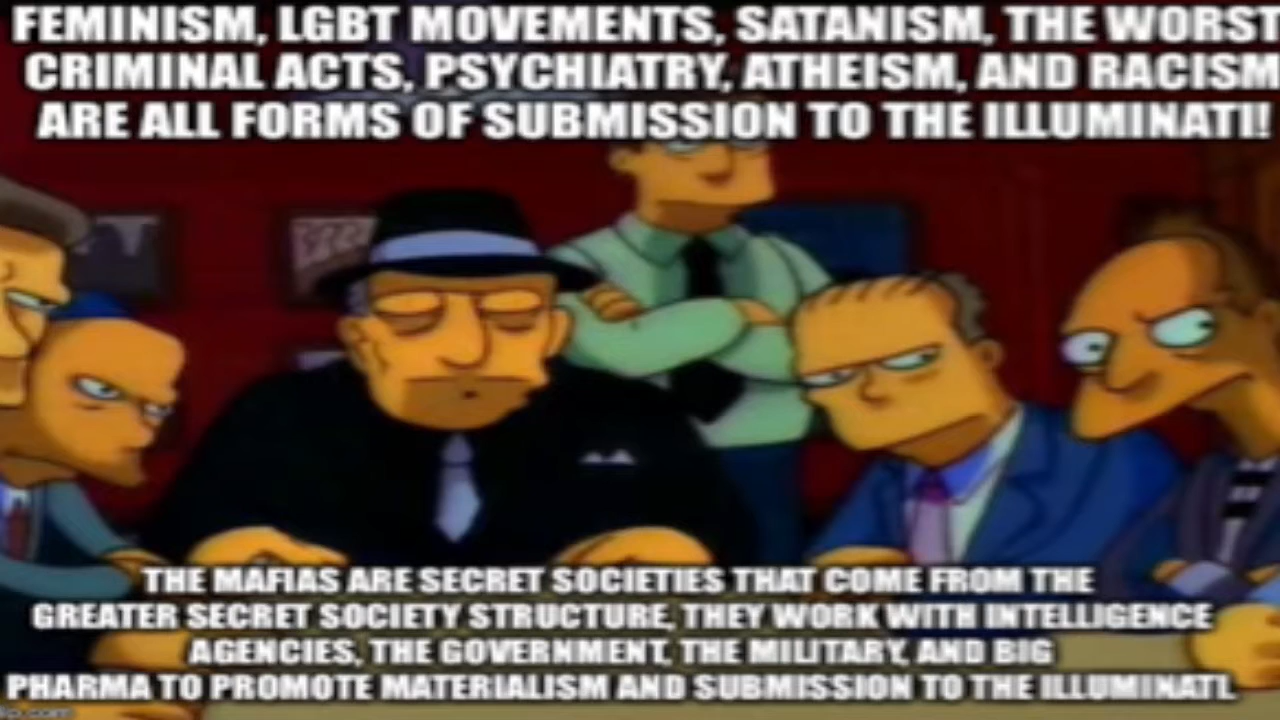 FEMINISM, LGBT MOVEMENTS, SATANISM, THE WORST
CRIMINAL ACTS, PSYCHIATRY, ATHEISM, AND RACISM
ARE ALL FORMS OF SUBMISSION TO THE ILLUMINATI!
THE MAFIAS ARE SECRET SOCIETIES THAT COME FROM THE
GREATER SECRET SOCIETY STRUCTURE, THEY WORK WITH INTELLIGENCE
AGENCIES, THE GOVERNMENT, THE MILITARY, AND BIG
PHARMA TO PROMOTE MATERIALISM AND SUBMISSION TO THE ILLUMINATI.